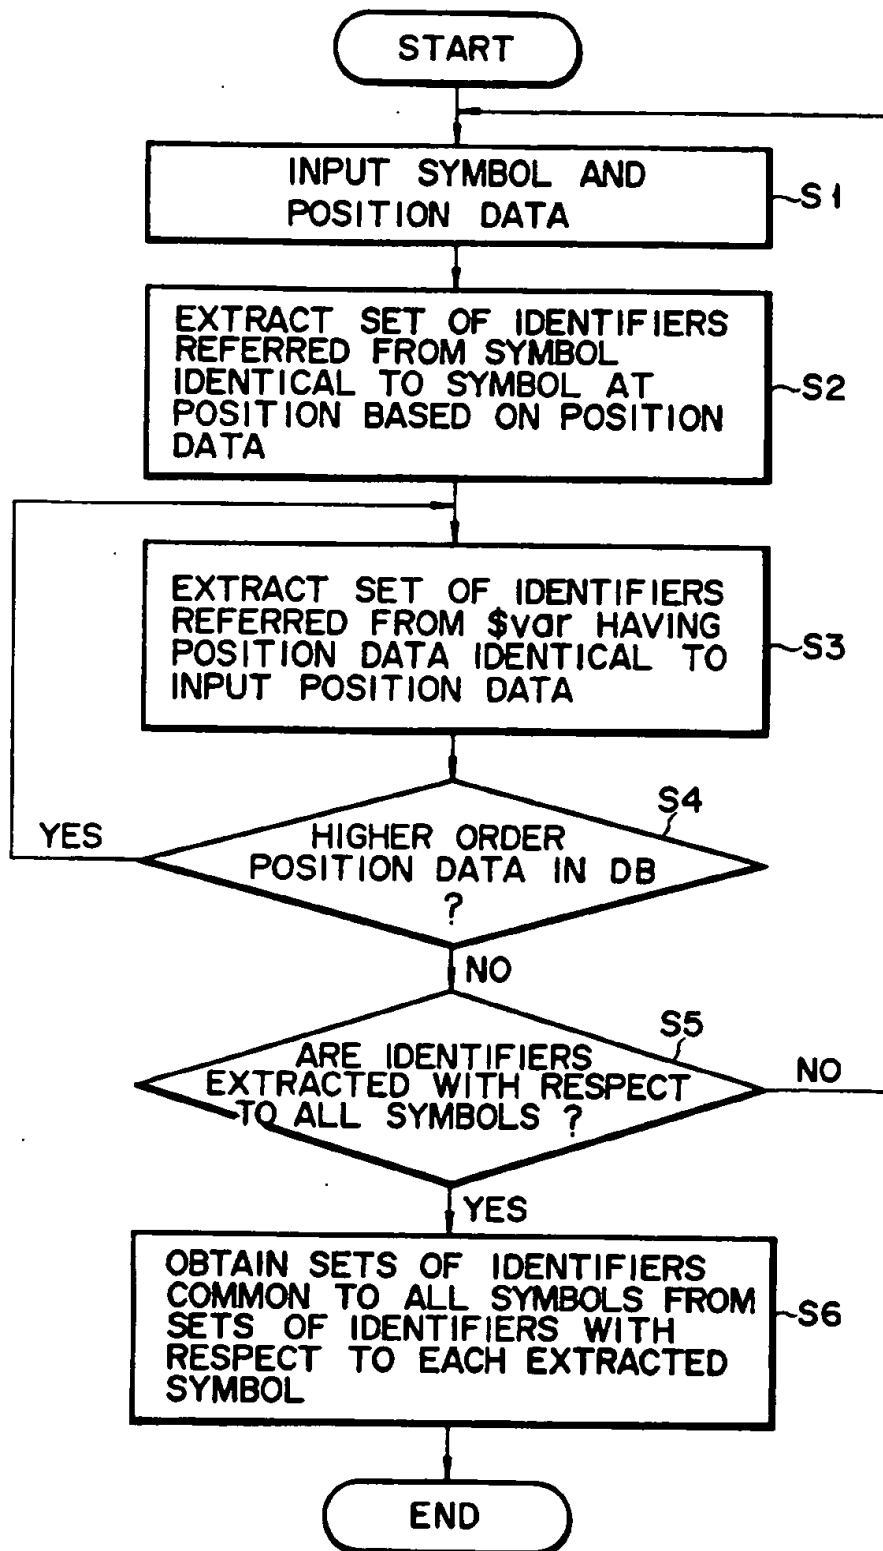 START
INPUT SYMBOL AND
POSITION DATA
S1
EXTRACT SET OF IDENTIFIERS
REFERRED FROM SYMBOL
IDENTICAL TO SYMBOL AT
POSITION BASED ON POSITION
DATA
S2
EXTRACT SET OF IDENTIFIERS
REFERRED FROM $var HAVING
POSITION DATA IDENTICAL TO
INPUT POSITION DATA
S3
S4
YES
HIGHER ORDER
POSITION DATA IN DB
?
NO
S5
ARE IDENTIFIERS
EXTRACTED WITH RESPECT
TO ALL SYMBOLS ?
NO
YES
OBTAIN SETS OF IDENTIFIERS
COMMON TO ALL SYMBOLS FROM
SETS OF IDENTIFIERS WITH
RESPECT TO EACH EXTRACTED
SYMBOL
S6
END